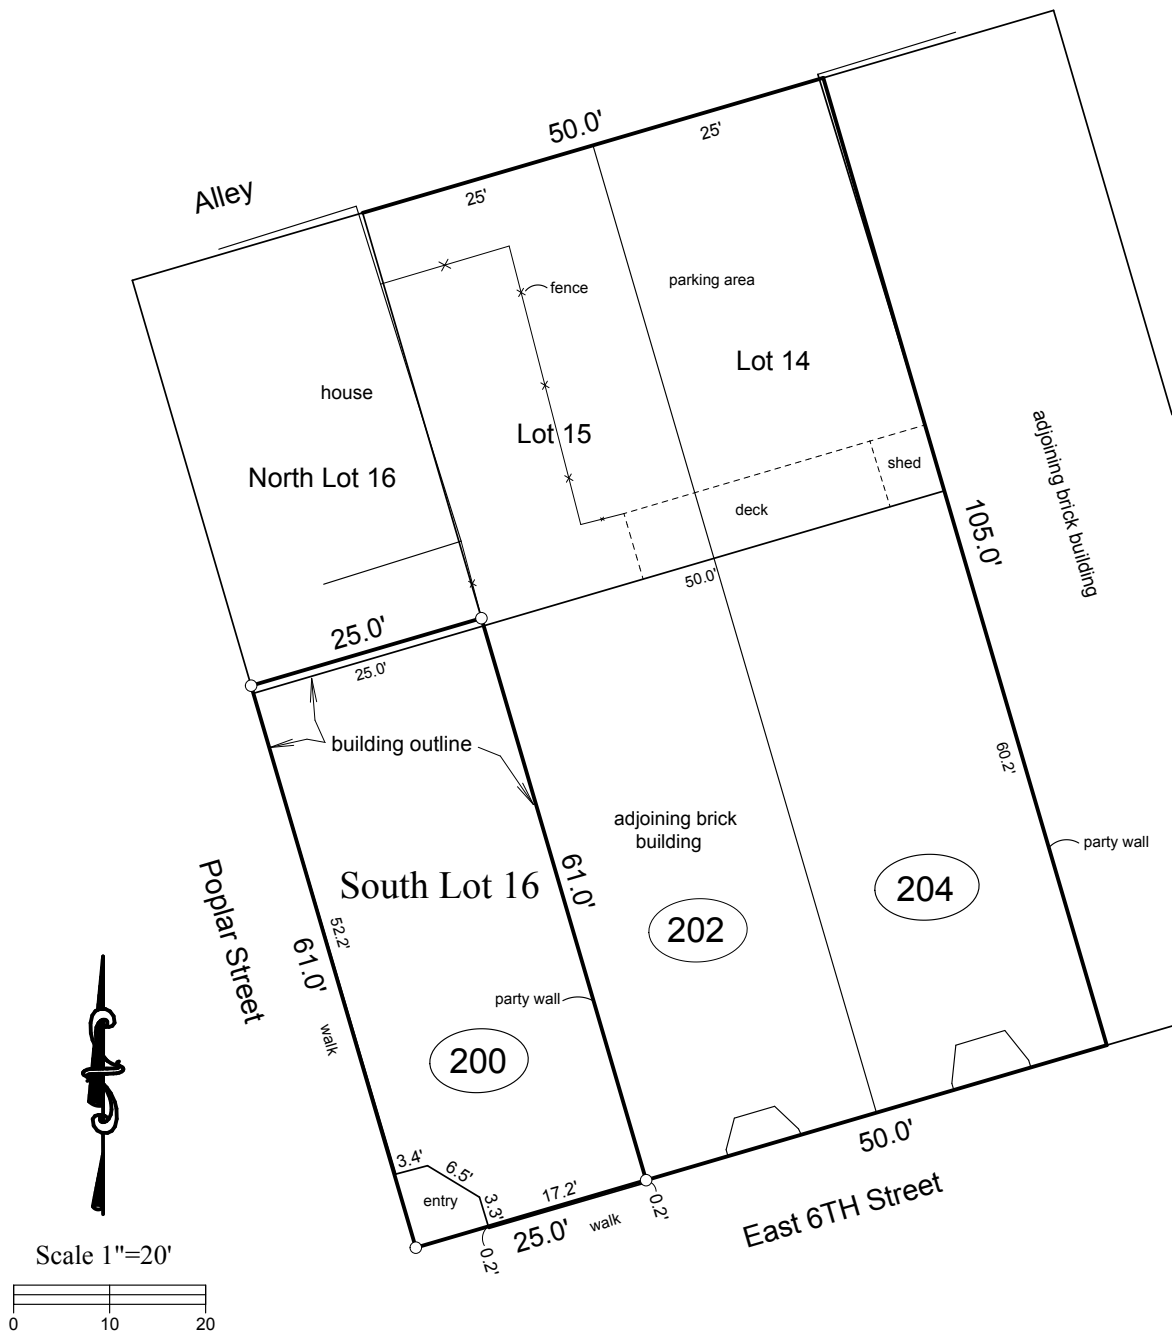 50.0'
25'
25'
Alley
fence
parking area
Lot 14
house
Lot 15
North Lot 16
adjoining brick building
shed
deck
105.0'
50.0'
25.0'
25.0'
building outline
60.2'
adjoining brick
building
party wall
South Lot 16
61.0'
204
202
Poplar Street
52.2'
61.0'
party wall
walk
200
50.0'
3.4'
6.5'
3.3'
entry
17.2'
0.2'
25.0'
walk
East 6TH Street
0.2'
Scale 1"=20'
0
10
20